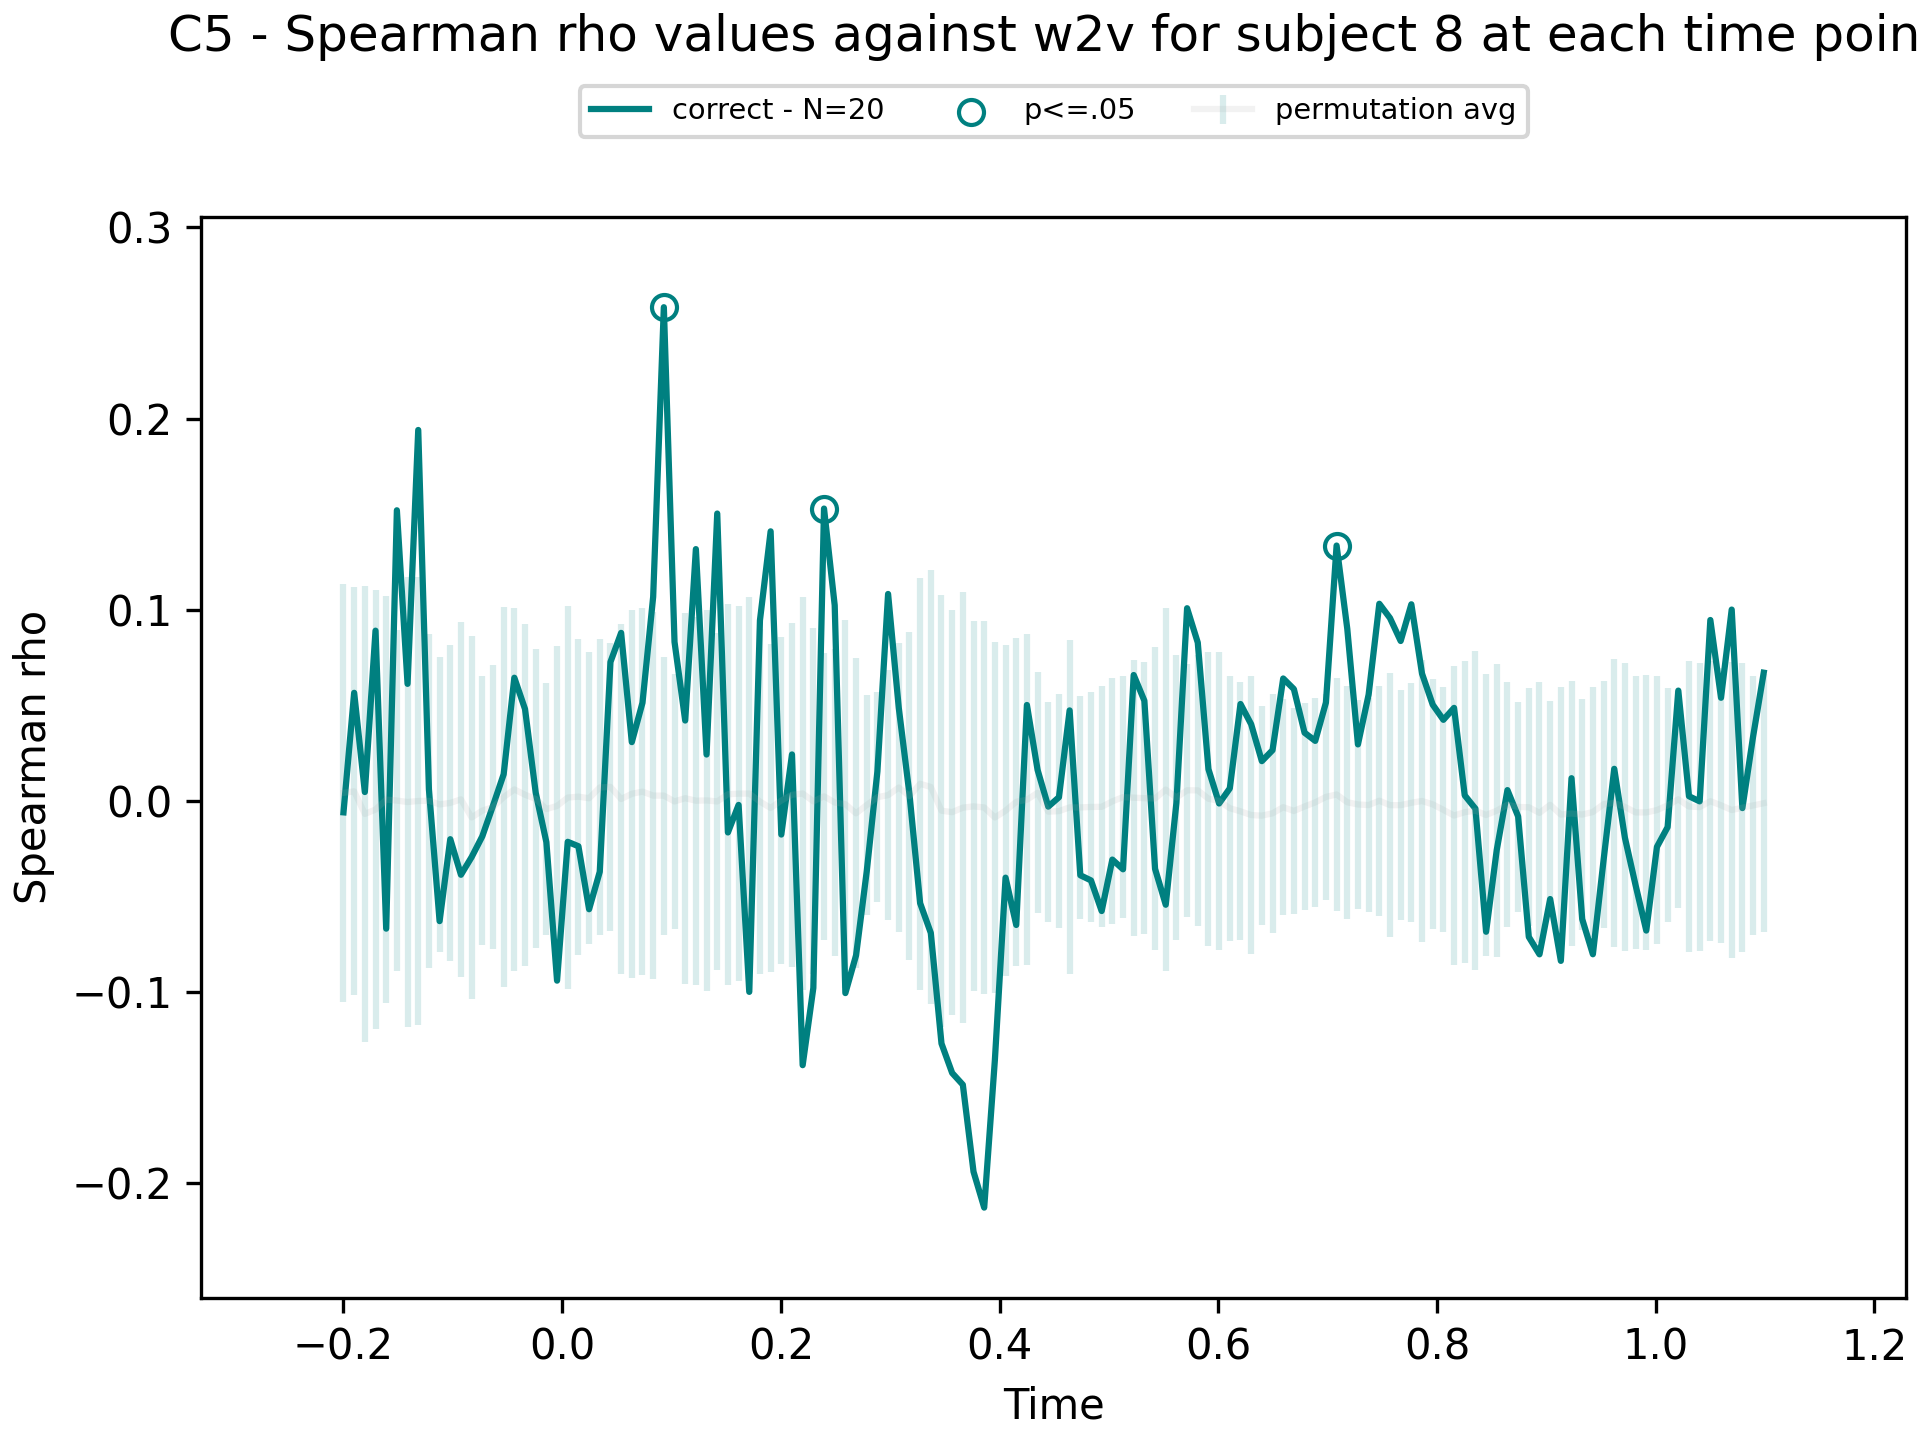 C5 - Spearman rho values against w2v for subject 8 at each time poin
correct - N=20 p<=.05 permutation avg
0.3
0.2
0.1
0.0
−0.1
−0.2
Spearman rho
−0.2 0.0 0.2 0.4 0.6 0.8 1.0 1.2
Time